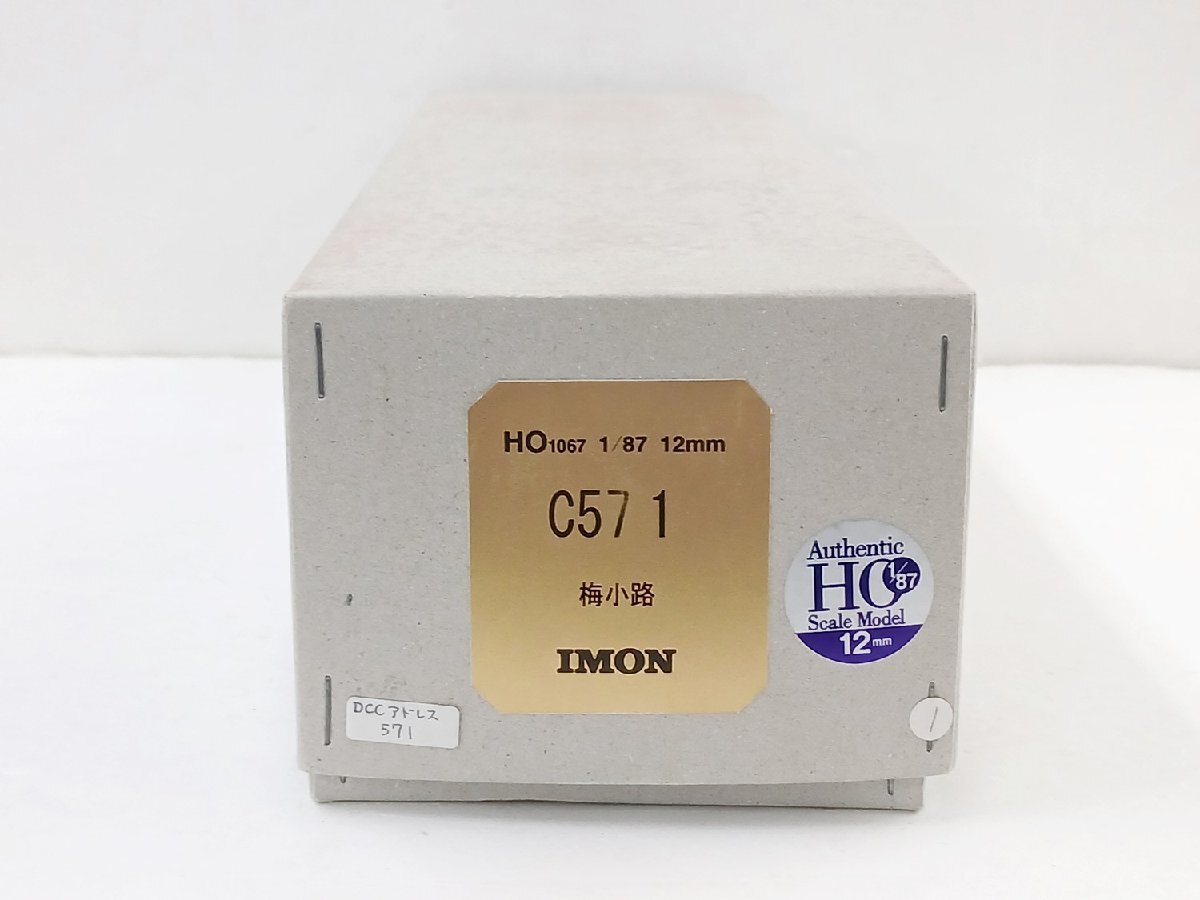 HO1067 1/87 12mm
C57 1
梅小路
IMON
Authentic
HO 1/87
Scale Model
12mm
DCCアドレス
571
1